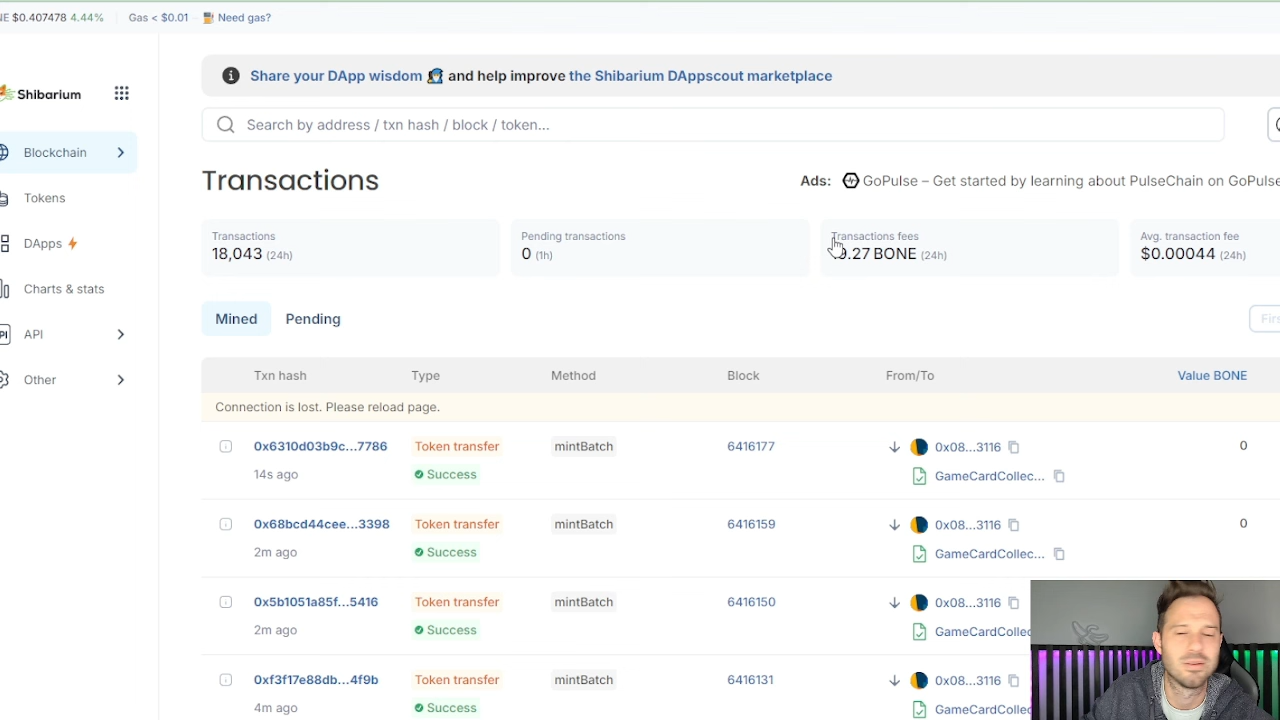 NE $0.407478 4.44% Gas < $0.01 Need gas?
Share your DApp wisdom and help improve the Shibarium DAppscout marketplace
Shibarium
Search by address / txn hash / block / token...
Blockchain
Tokens
DApps
Charts & stats
API
Other
Transactions
Ads: GoPulse – Get started by learning about PulseChain on GoPulse
Transactions
18,043 (24h)
Pending transactions
0 (1h)
Transactions fees
9.27 BONE (24h)
Avg. transaction fee
$0.00044 (24h)
Mined Pending
Txn hash Type Method Block From/To Value BONE
Connection is lost. Please reload page.
0x6310d03b9c...7786 Token transfer mintBatch 6416177 0x08...3116 0
14s ago Success GameCardCollec...
0x68bcd44cee...3398 Token transfer mintBatch 6416159 0x08...3116 0
2m ago Success GameCardCollec...
0x5b1051a85f...5416 Token transfer mintBatch 6416150 0x08...3116
2m ago Success GameCardCollec
0xf3f17e88db...4f9b Token transfer mintBatch 6416131 0x08...3116
4m ago Success GameCardCollec